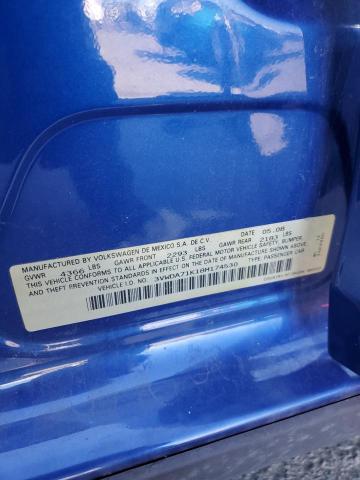 MANUFACTURED BY VOLKSWAGEN DE MEXICO S.A. DE C.V. DATE 05.08
GVWR 4366 LBS GAWR FRONT 2293 LBS GAWR REAR 2183 LBS
THIS VEHICLE CONFORMS TO ALL APPLICABLE U.S. FEDERAL MOTOR VEHICLE SAFETY, BUMPER,
AND THEFT PREVENTION STANDARDS IN EFFECT ON THE DATE OF MANUFACTURE SHOWN ABOVE.
VEHICLE I.D. NO. TYPE: PASSENGER CAR